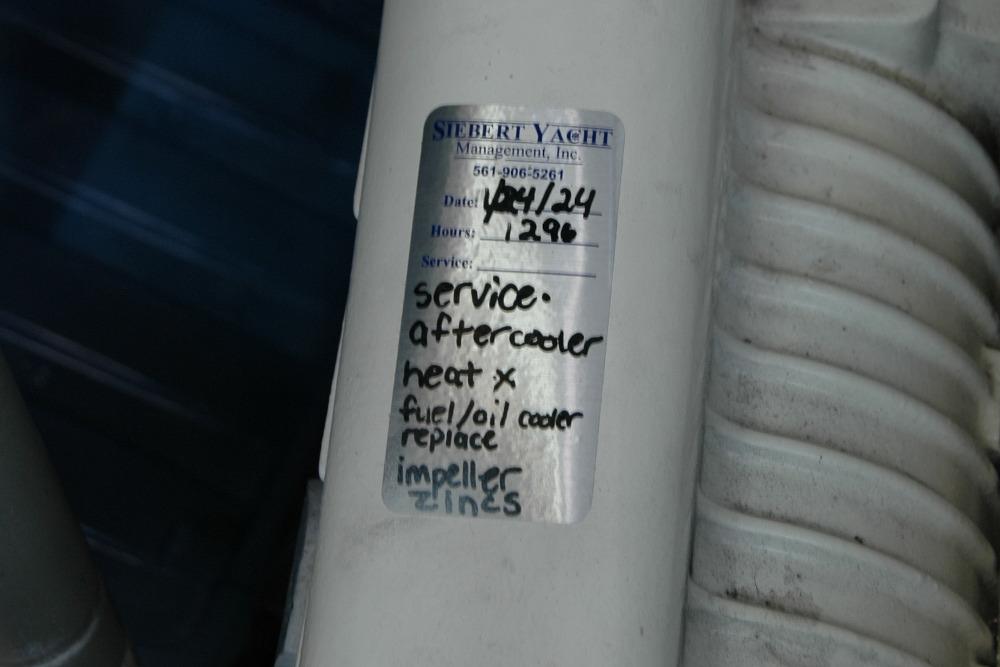 SIEBERT YACHT
Management, Inc.
561-906-5261
Date: 1/24/24
Hours: 1296
Service:
service.
aftercooler
heat x
fuel/oil cooler
replace
impeller
zincs